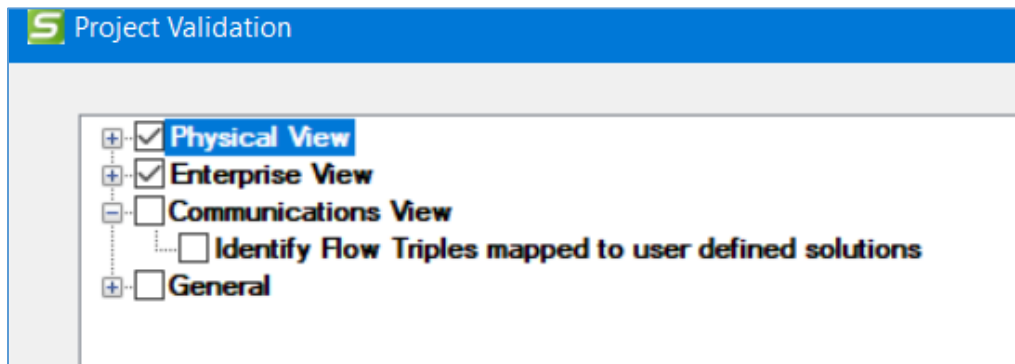 Project Validation
Physical View
Enterprise View
Communications View
Identify Flow Triples mapped to user defined solutions
General